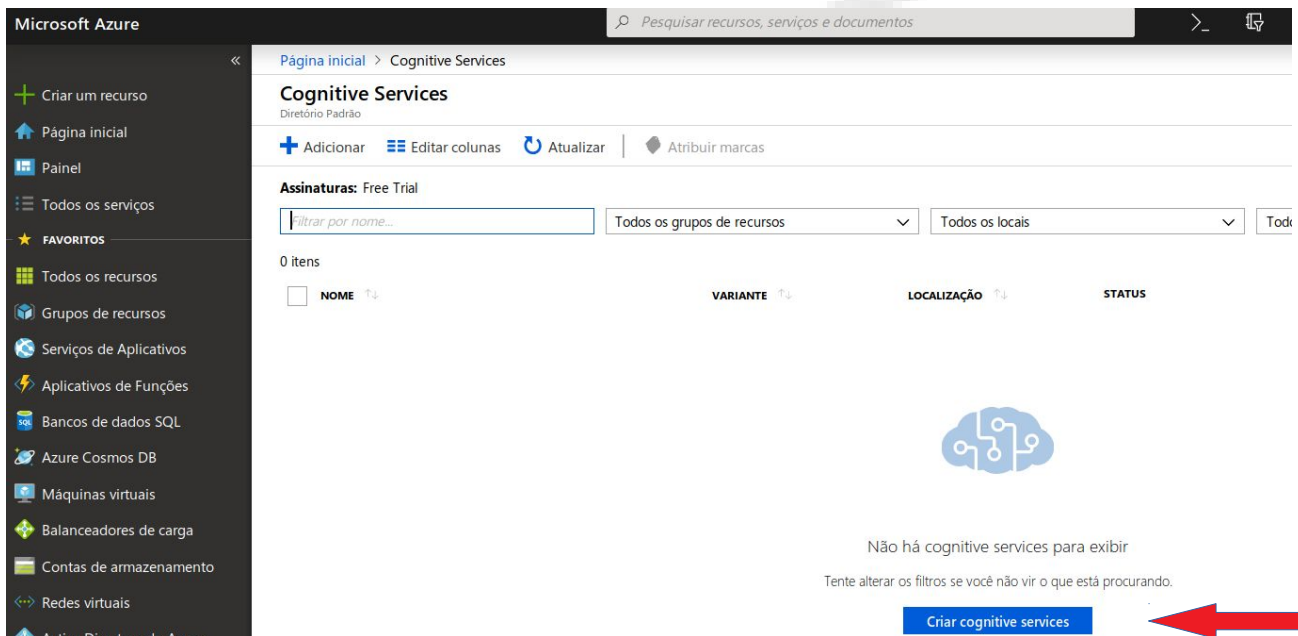 Microsoft Azure
Pesquisar recursos, serviços e documentos
Página inicial > Cognitive Services
Criar um recurso
Página inicial
Painel
Todos os serviços
FAVORITOS
Todos os recursos
Grupos de recursos
Serviços de Aplicativos
Aplicativos de Funções
Bancos de dados SQL
Azure Cosmos DB
Máquinas virtuais
Balanceadores de carga
Contas de armazenamento
Redes virtuais
Cognitive Services
Diretório Padrão
Adicionar Editar colunas Atualizar Atribuir marcas
Assinaturas: Free Trial
Filtrar por nome... Todos os grupos de recursos Todos os locais
0 itens
NOME VARIANTE LOCALIZAÇÃO STATUS
Não há cognitive services para exibir
Tente alterar os filtros se você não vir o que está procurando.
Criar cognitive services